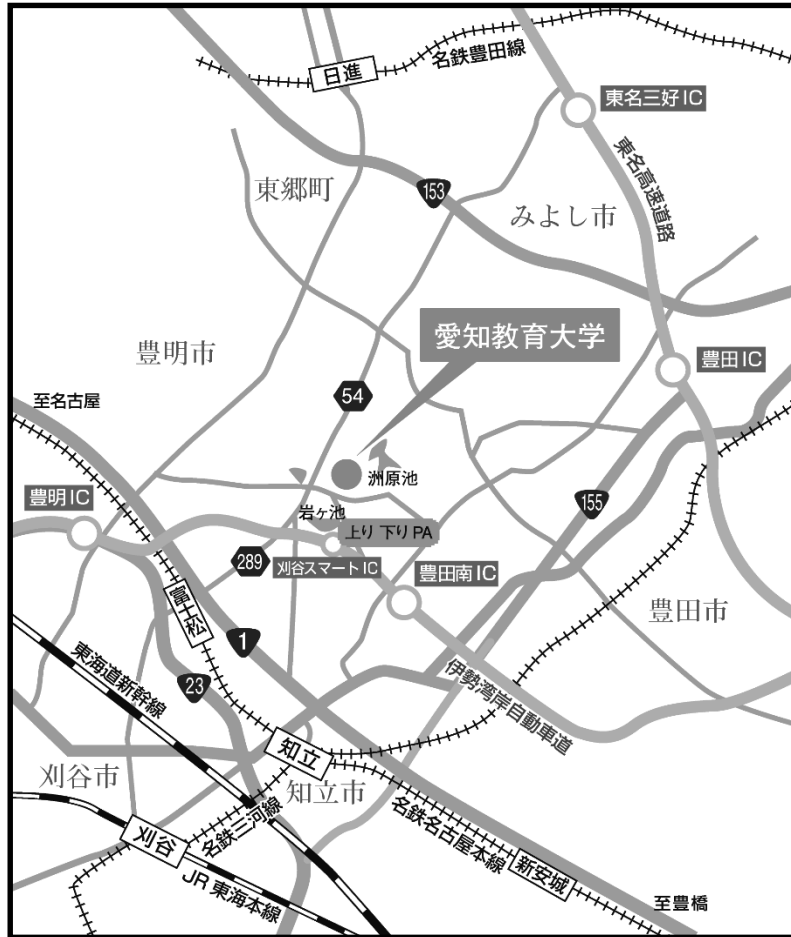 名鉄豊田線
日進
東名三好IC
東名高速道路
東郷町
153
みよし市
愛知教育大学
豊明市
54
豊田IC
至名古屋
洲原池
豊明IC
岩ヶ池
155
上り 下りPA
289
刈谷スマートIC
豊田南IC
富士松
豊田市
1
東海道新幹線
23
伊勢湾岸自動車道
知立
刈谷市
知立市
刈谷
名鉄三河線
名鉄名古屋本線
新安城
JR東海本線
至豊橋